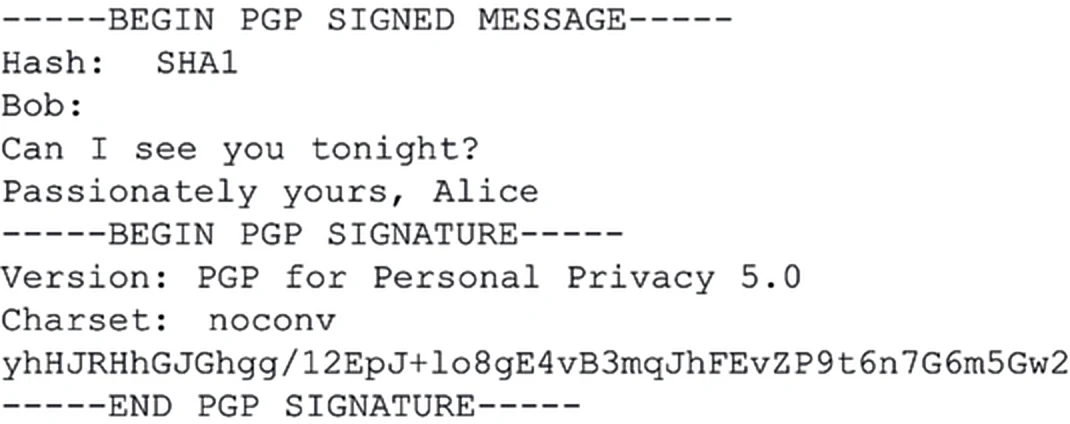 -----BEGIN PGP SIGNED MESSAGE-----
Hash:  SHA1
Bob:
Can I see you tonight?
Passionately yours, Alice
-----BEGIN PGP SIGNATURE-----
Version: PGP for Personal Privacy 5.0
Charset:  noconv
yhHJRHhGJGhgg/12EpJ+lo8gE4vB3mqJhFEvZP9t6n7G6m5Gw2
-----END PGP SIGNATURE-----